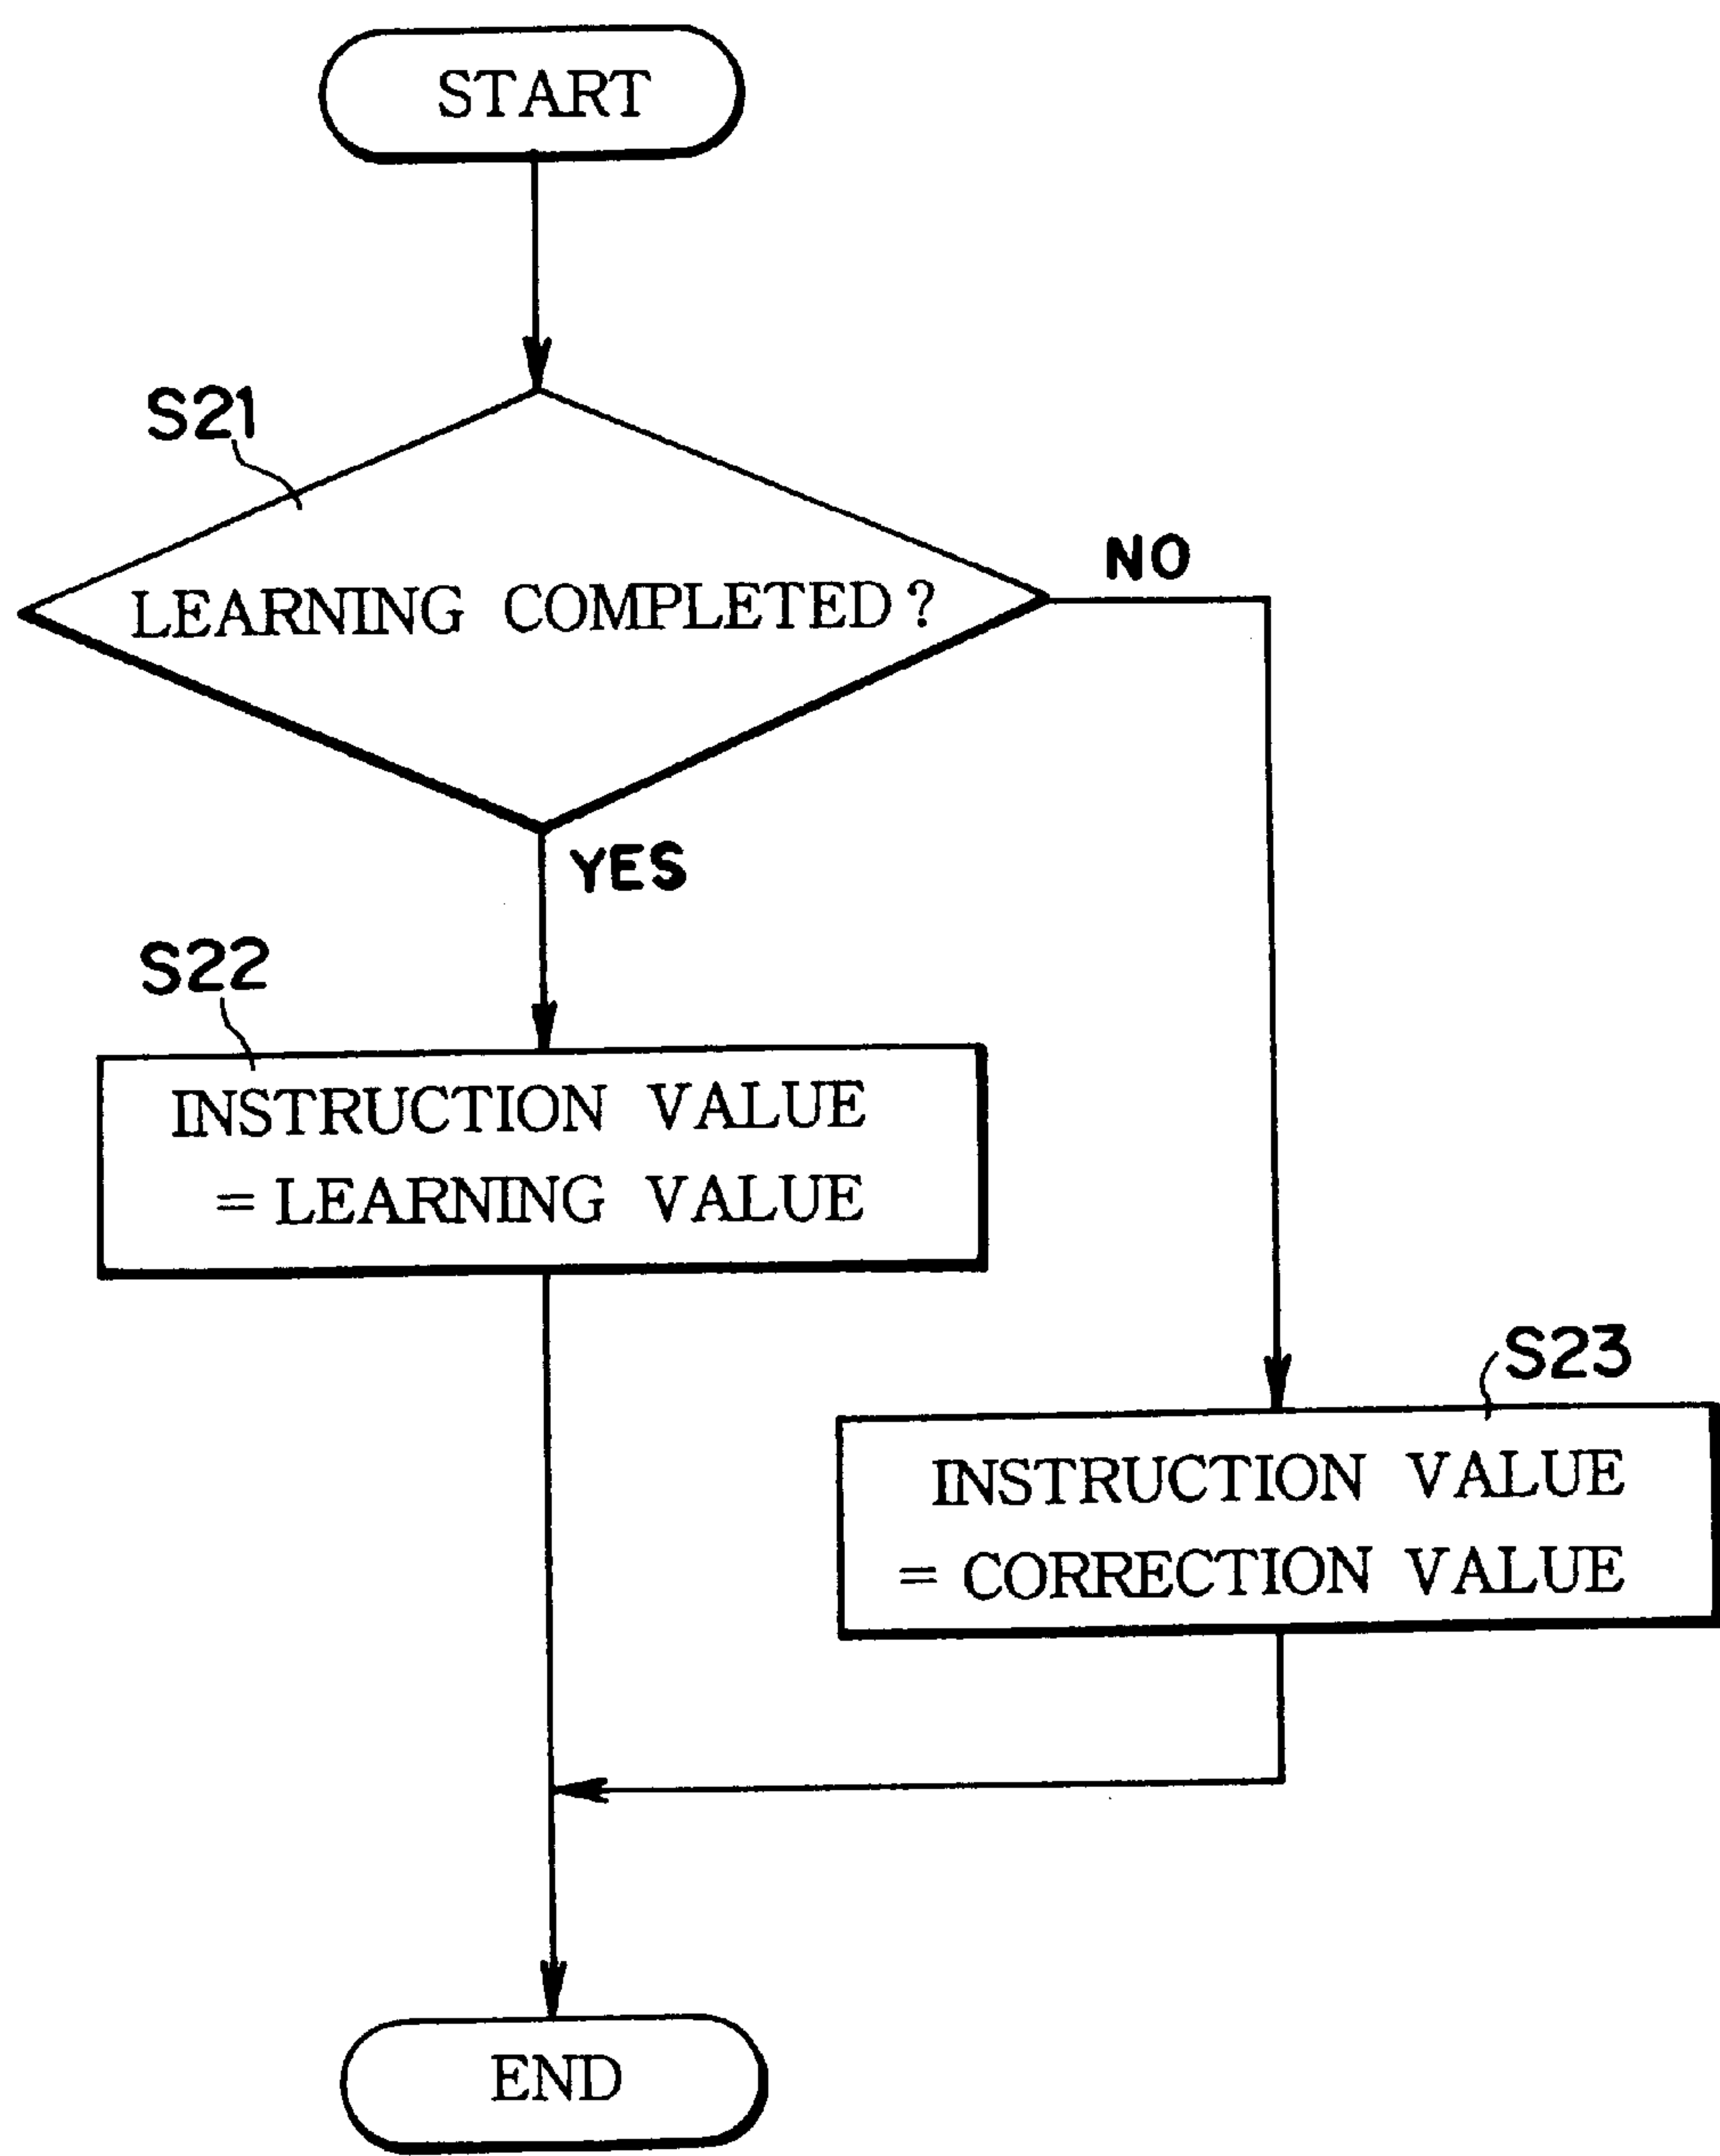 START
S21
NO
LEARNING COMPLETED?
YES
S22
INSTRUCTION VALUE
= LEARNING VALUE
S23
INSTRUCTION VALUE
= CORRECTION VALUE
END